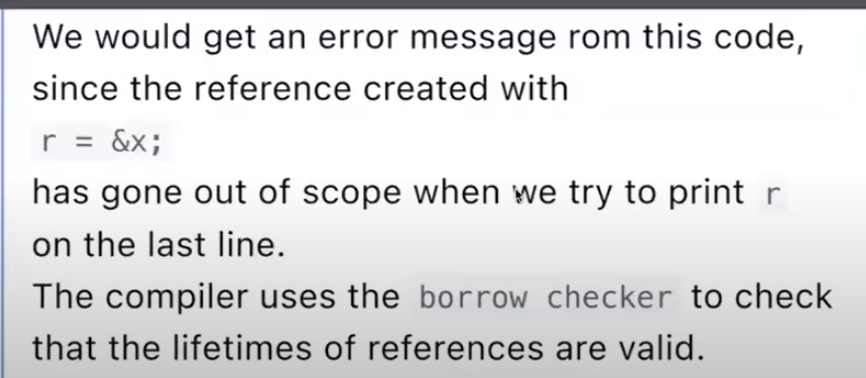 We would get an error message rom this code,
since the reference created with
r = &x;
has gone out of scope when we try to print r
on the last line.
The compiler uses the borrow checker to check
that the lifetimes of references are valid.